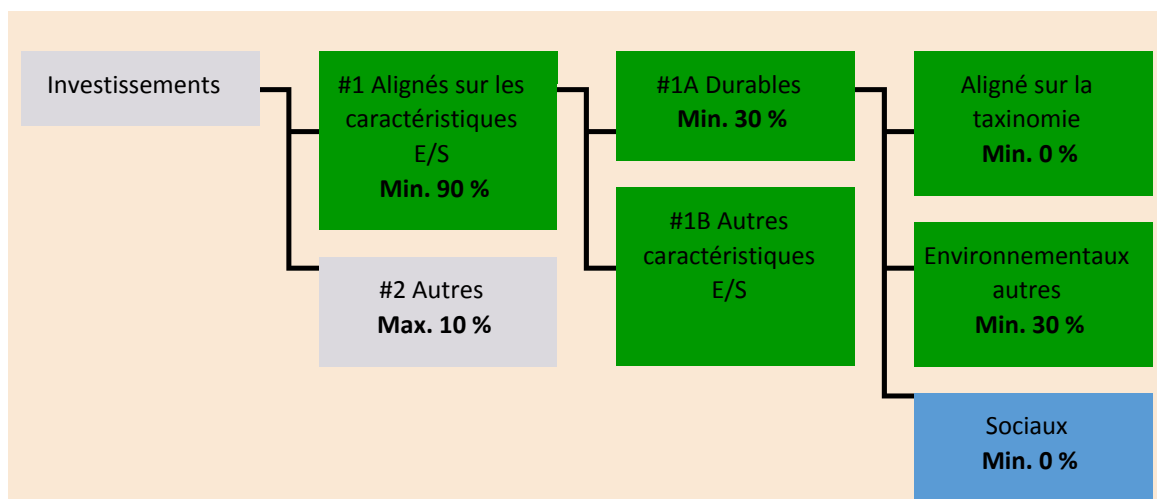 Investissements
#1 Alignés sur les
caractéristiques
E/S
Min. 90 %
#2 Autres
Max. 10 %
#1A Durables
Min. 30 %
#1B Autres
caractéristiques
E/S
Aligné sur la
taxinomie
Min. 0 %
Environnementaux
autres
Min. 30 %
Sociaux
Min. 0 %